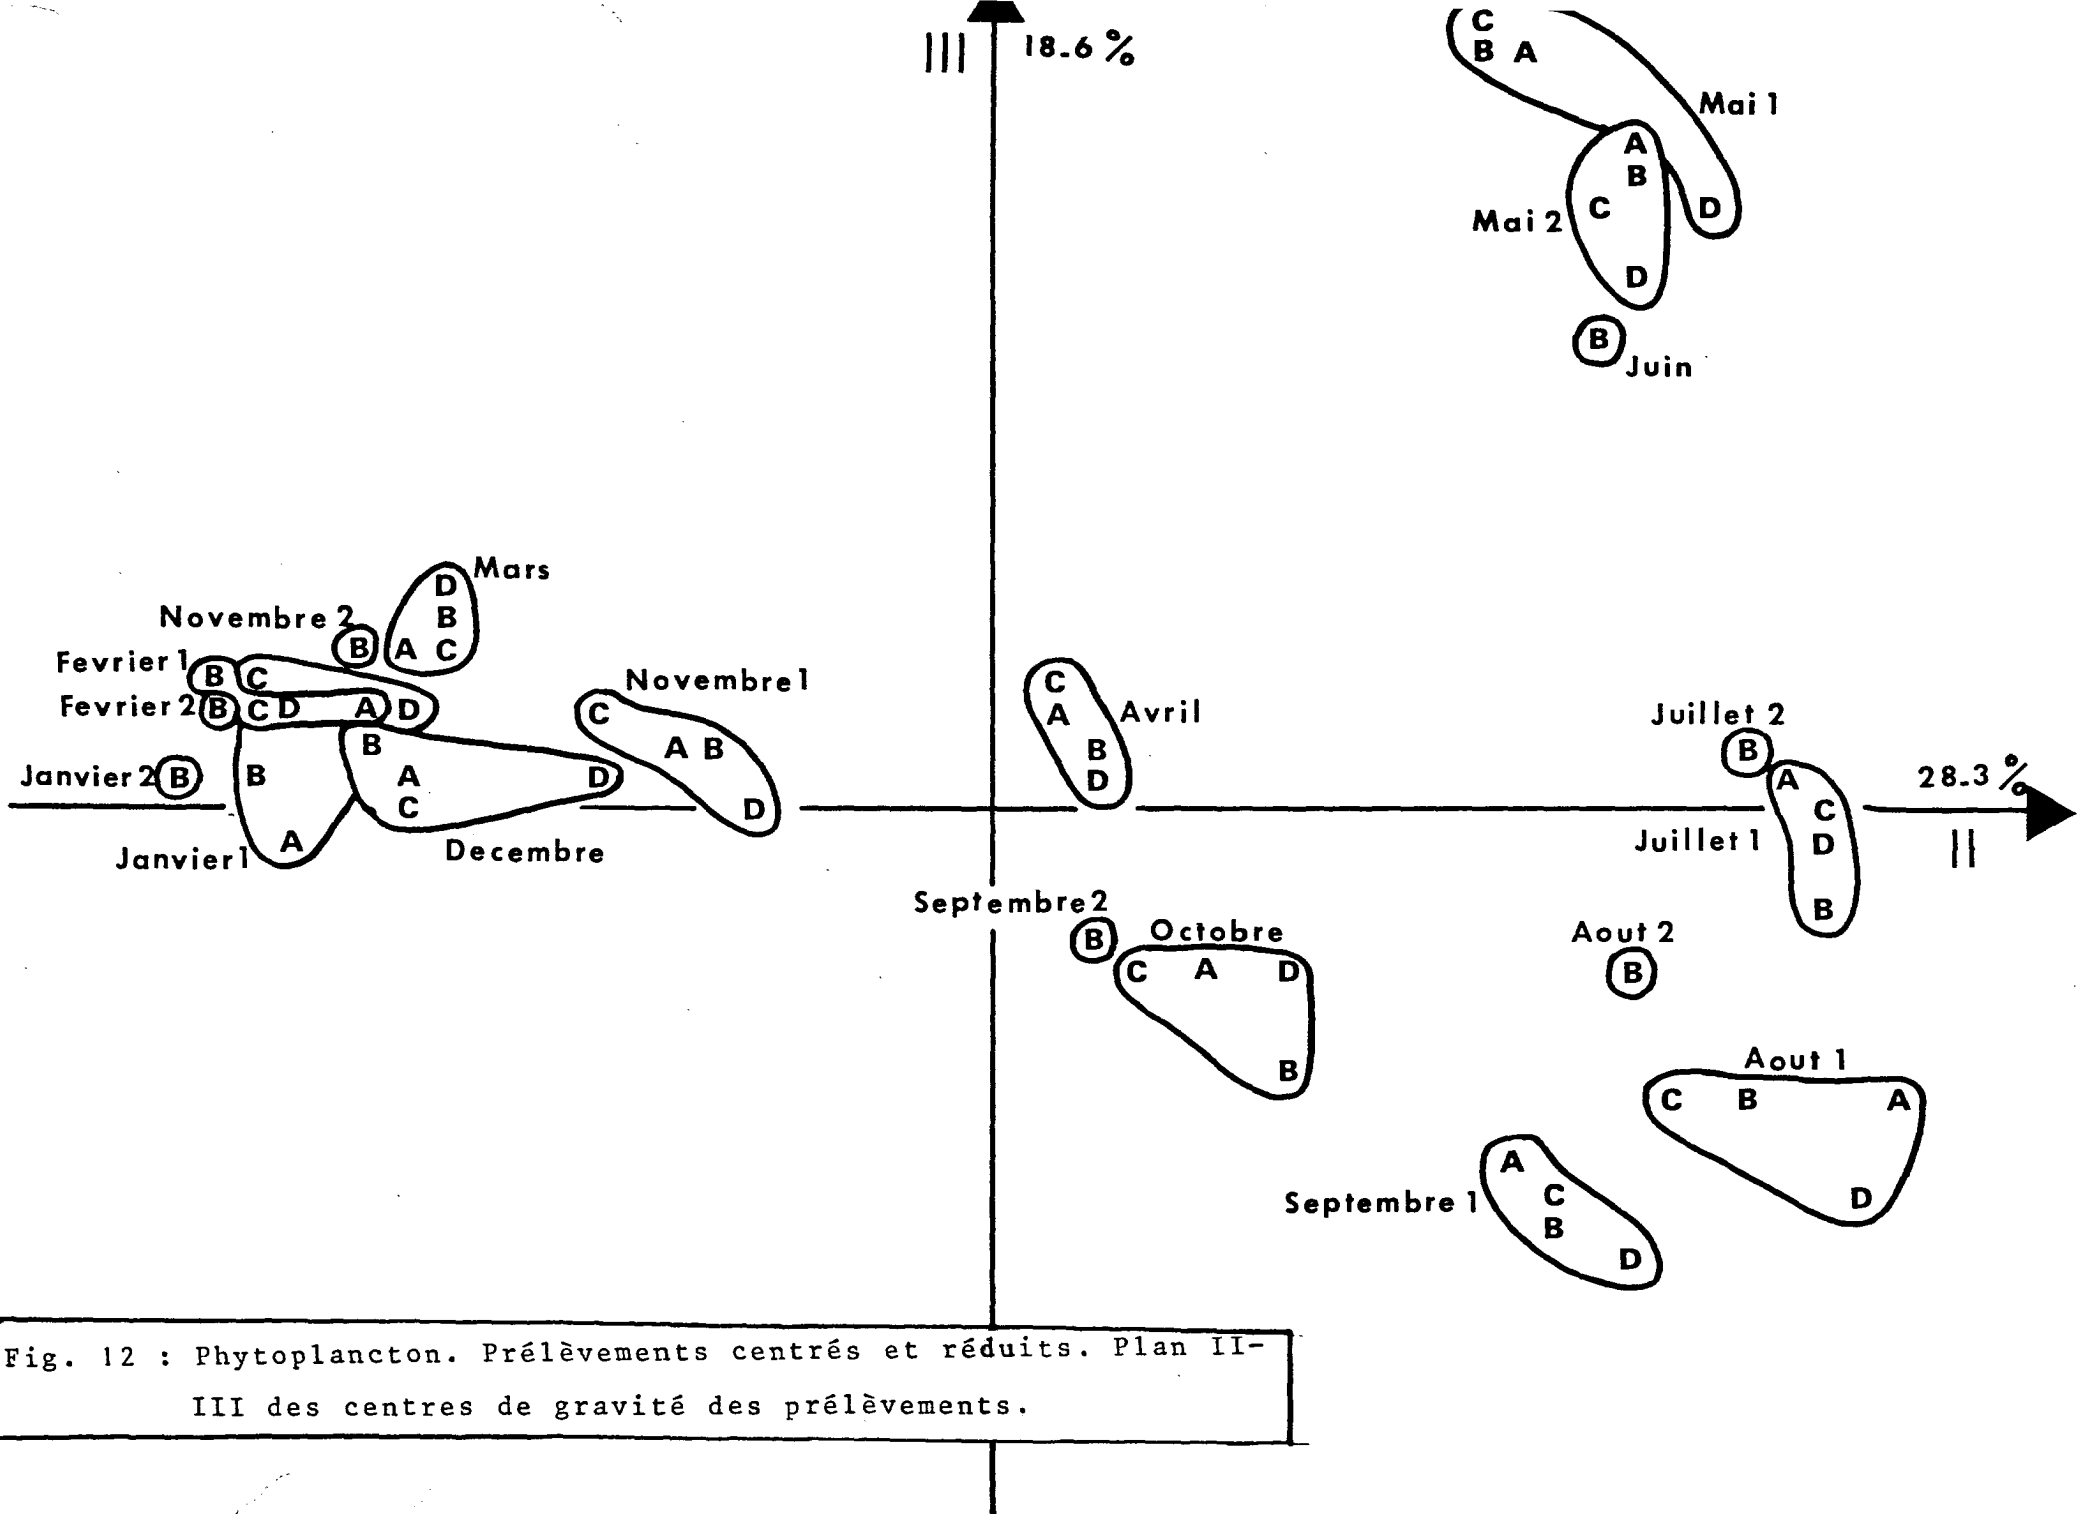 III 18.6 %
C
B A
Mai 1
A
B
Mai 2 C D
D
B
Juin
Mars
D
B
A C
Novembre 2
B
Fevrier 1 B C
Fevrier 2 B C D A D
Novembre 1
C
A B
D
B
Janvier 2 B B A D
C
A
Janvier 1
Decembre
C
A Avril
B
D
Juillet 2
B
A
28.3 %
C
Juillet 1 D
II
B
Septembre 2
B
Octobre
C A D
B
Aout 2
B
Aout 1
C B A
D
A
Septembre 1 C
B
D
Fig. 12 : Phytoplancton. Prélèvements centrés et réduits. Plan II-
III des centres de gravité des prélèvements.